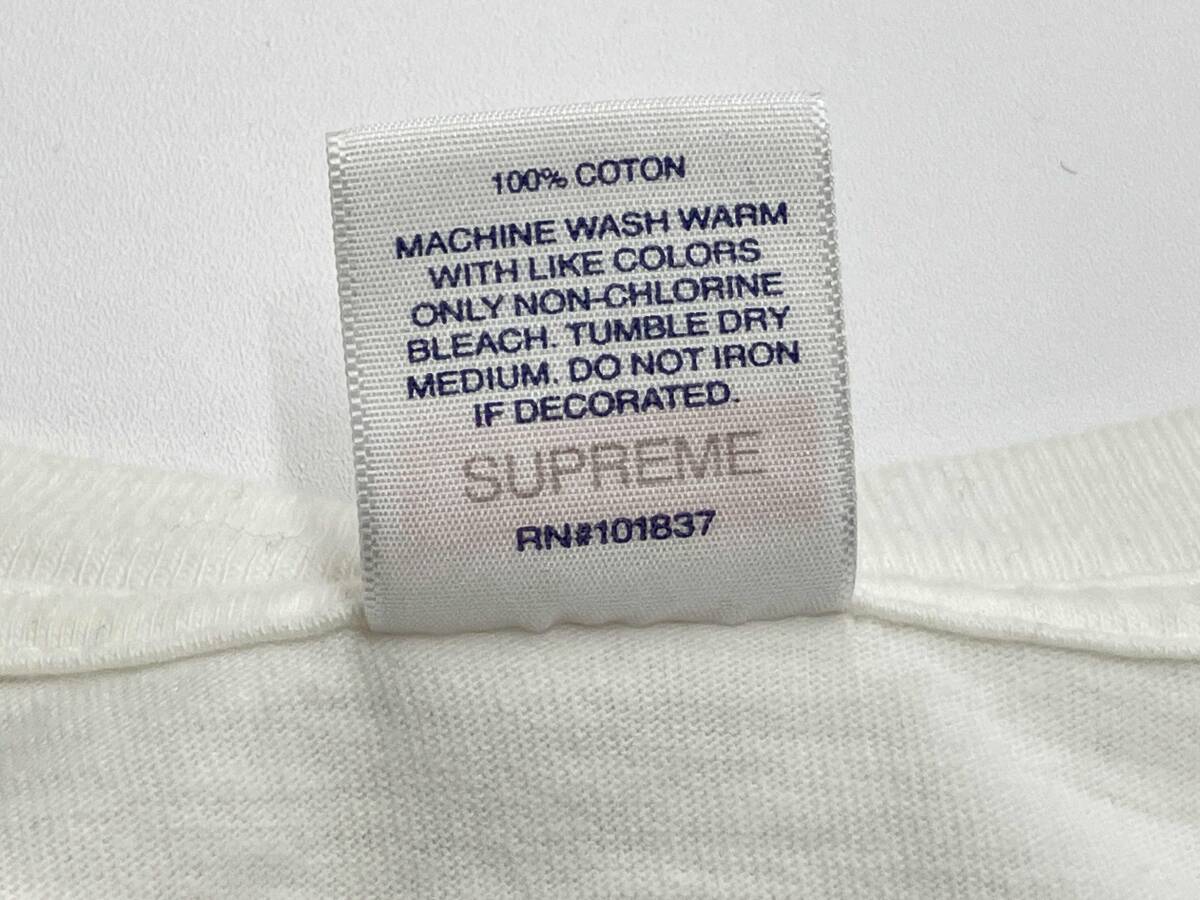 100% COTON
MACHINE WASH WARM
WITH LIKE COLORS
ONLY NON-CHLORINE
BLEACH. TUMBLE DRY
MEDIUM. DO NOT IRON
IF DECORATED.
SUPREME
RN#101837